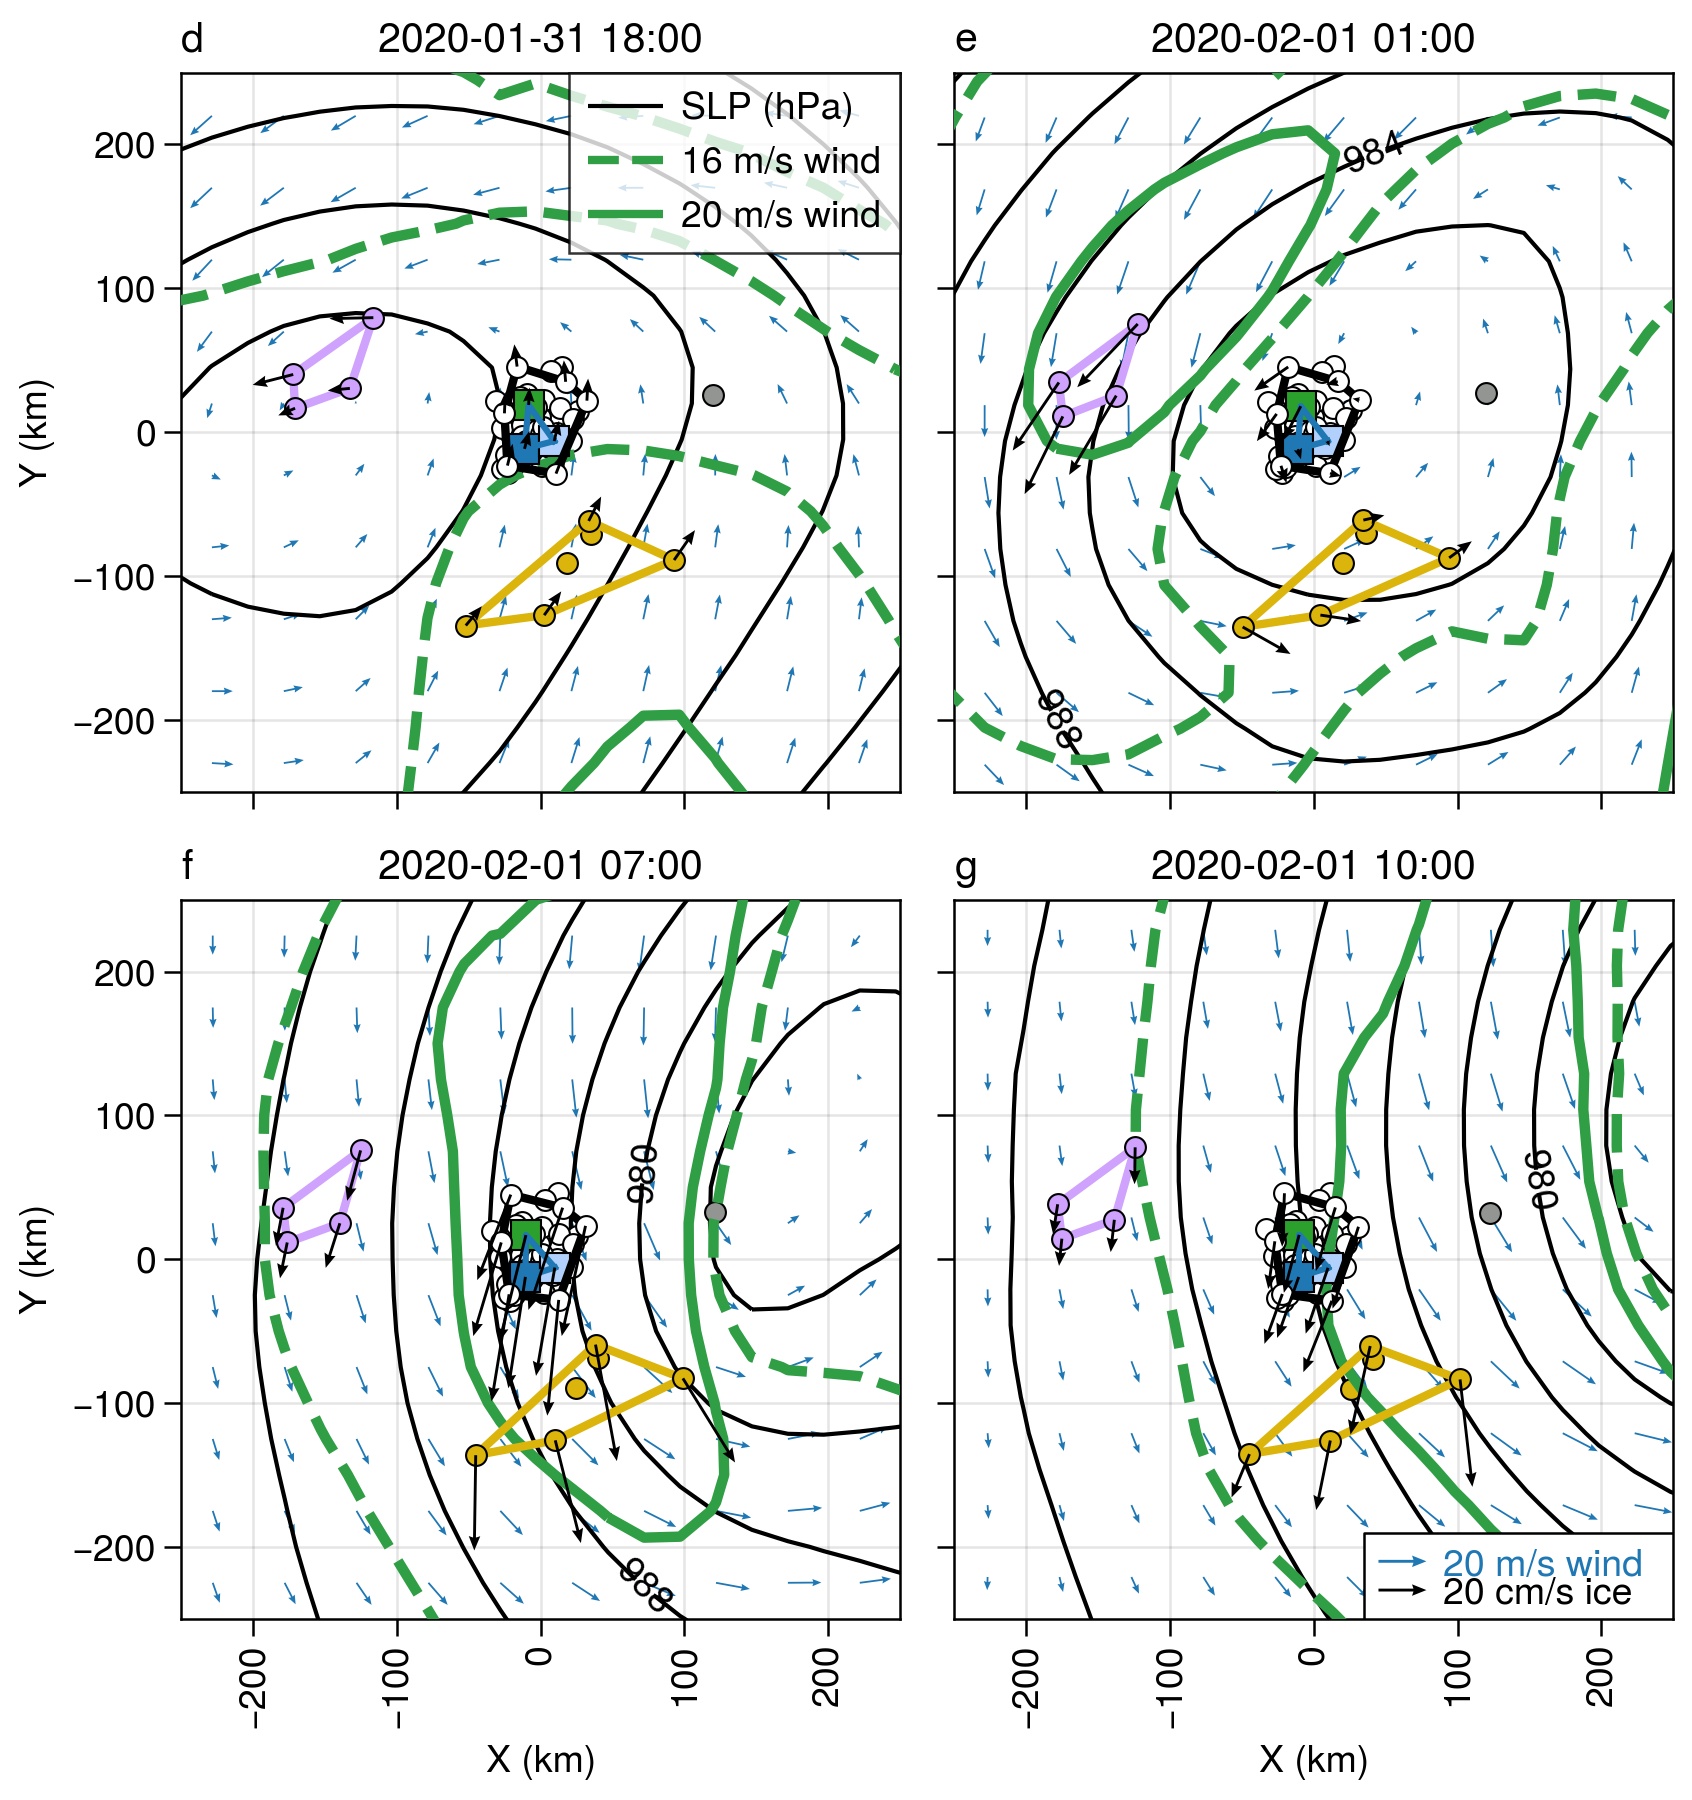 d 2020-01-31 18:00
SLP (hPa)
16 m/s wind
20 m/s wind
200
100
0
−100
−200
Y (km)
e 2020-02-01 01:00
984
988
f 2020-02-01 07:00
200
100
0
−100
−200
Y (km)
980
988
−200 −100 0 100 200
X (km)
g 2020-02-01 10:00
980
20 m/s wind
20 cm/s ice
−200 −100 0 100 200
X (km)